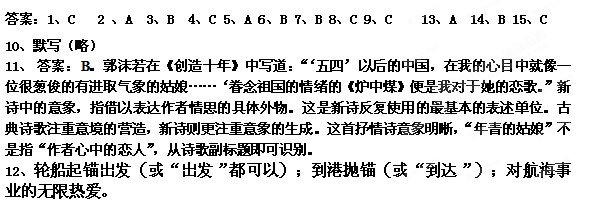 答案：1、C   2 、A   3、B   4、C 5、A 6、B 7、B 8、C 9、C      13、A   14、B 15、C
10、默写（略）
11、 答案：B。郭沫若在《创造十年》中写道：“‘五四’以后的中国，在我的心目中就像一
位很葱俊的有进取气象的姑娘……‘眷念祖国的情绪的《炉中煤》便是我对于她的恋歌。”新
诗中的意象，指借以表达作者情思的具体外物。这是新诗反复使用的最基本的表述单位。古
典诗歌注重意境的营造，新诗则更注重意象的生成。这首抒情诗意象明晰，“年青的姑娘”不
是指“作者心中的恋人”，从诗歌副标题即可识别。
12、轮船起锚出发（或“出发”都可以）；到港抛锚（或“到达”）；对航海事
业的无限热爱。